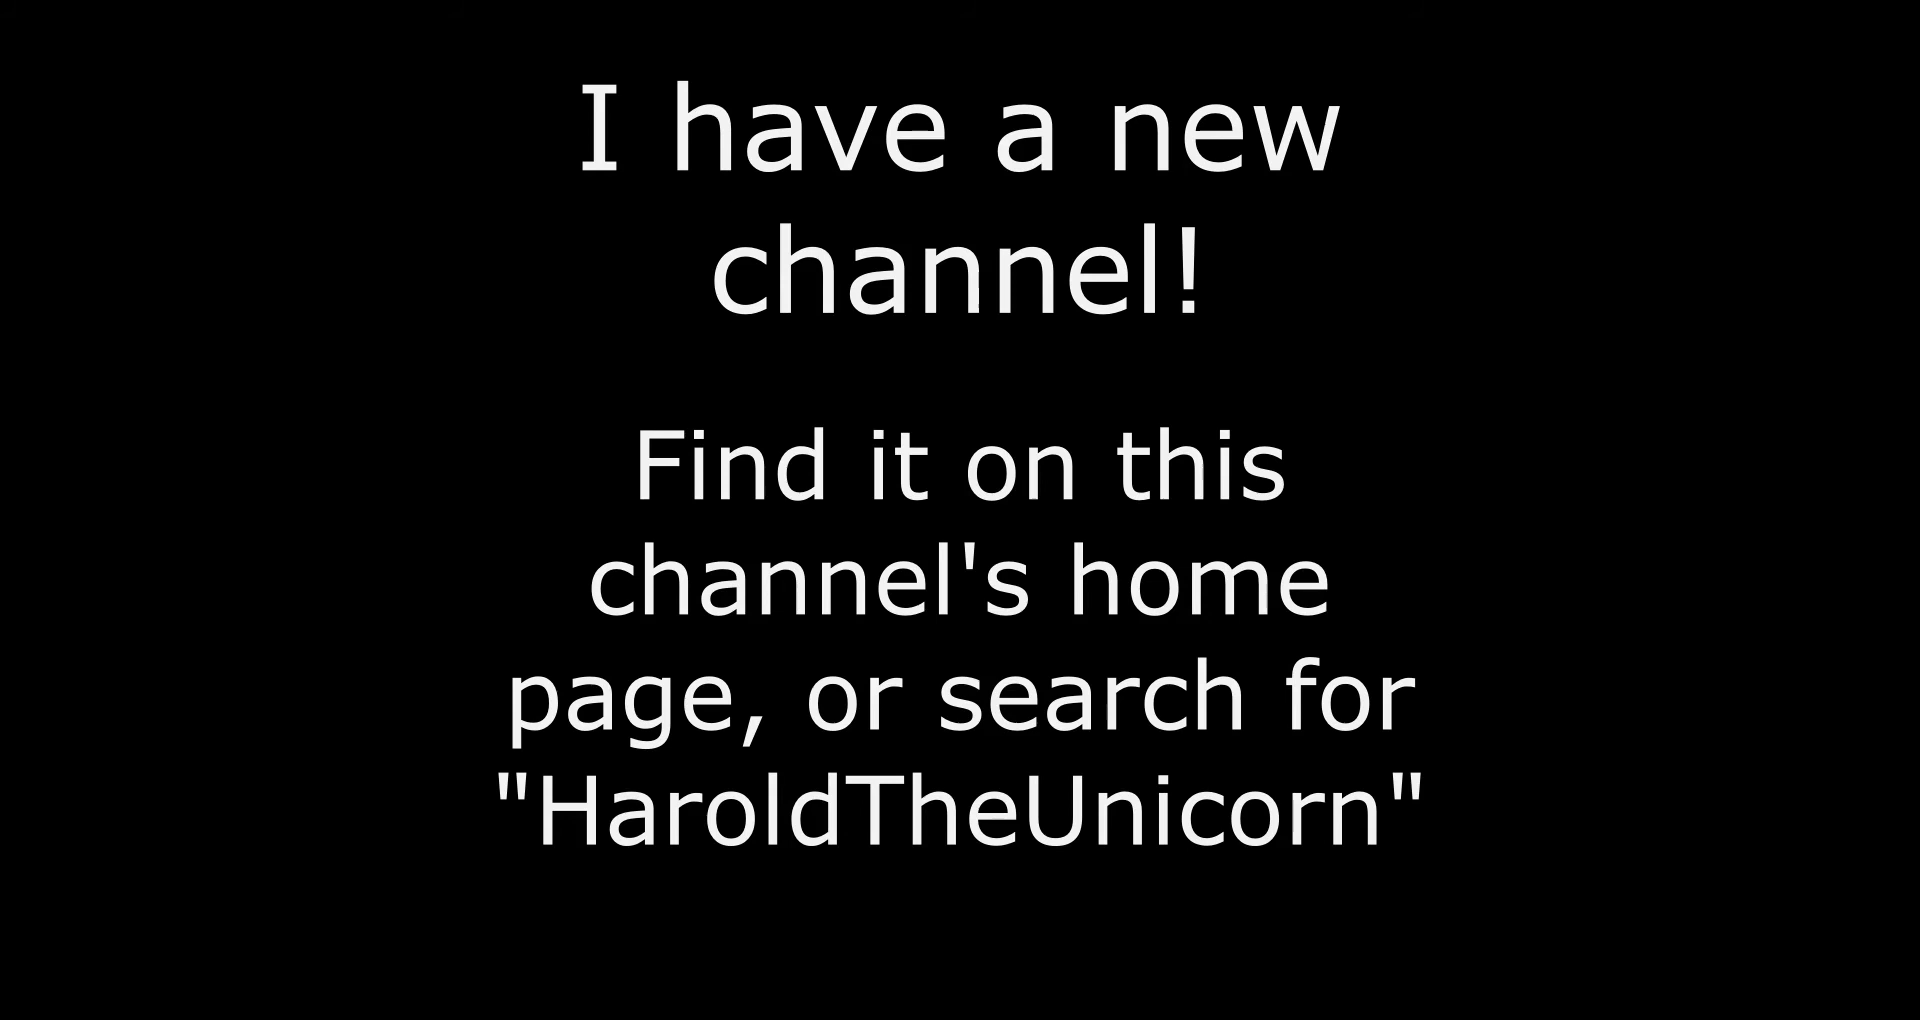 I have a new
channel!
Find it on this
channel's home
page, or search for
"HaroldTheUnicorn"